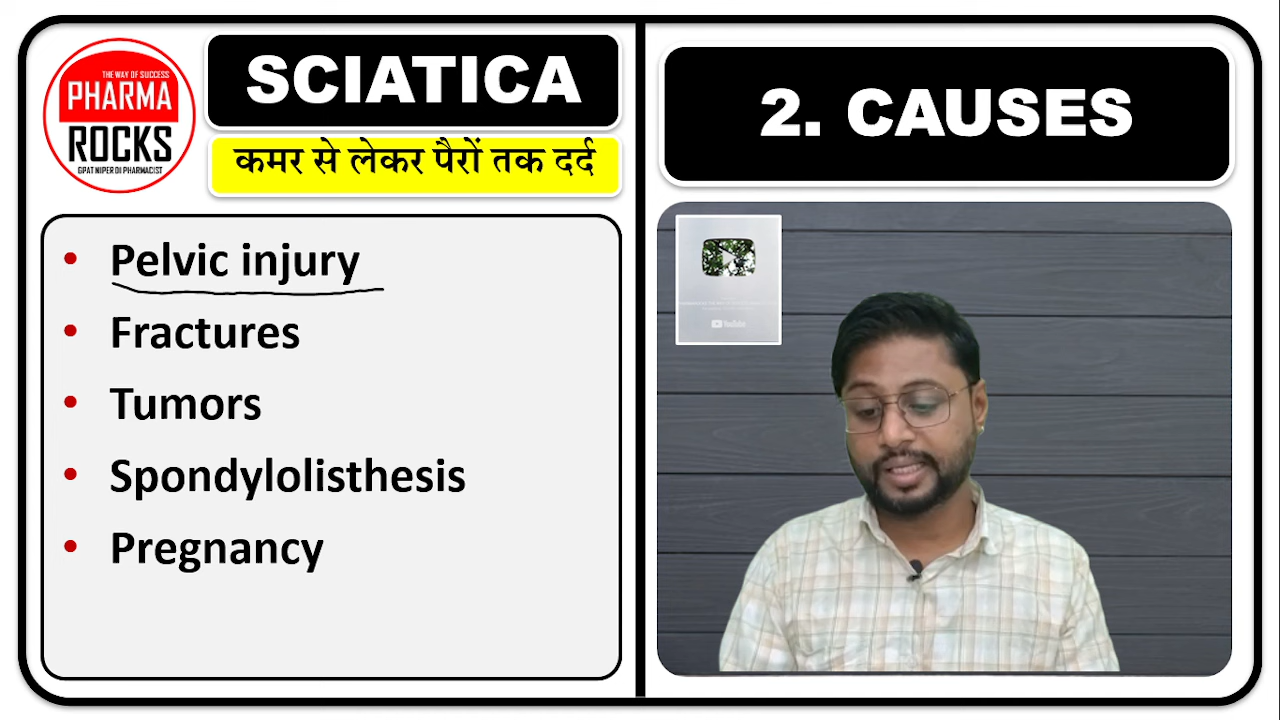 THE WAY OF SUCCESS
PHARMA
ROCKS
GPAT NIPER DI PHARMACIST
SCIATICA
कमर से लेकर पैरों तक दर्द
2. CAUSES
• Pelvic injury
• Fractures
• Tumors
• Spondylolisthesis
• Pregnancy
YouTube